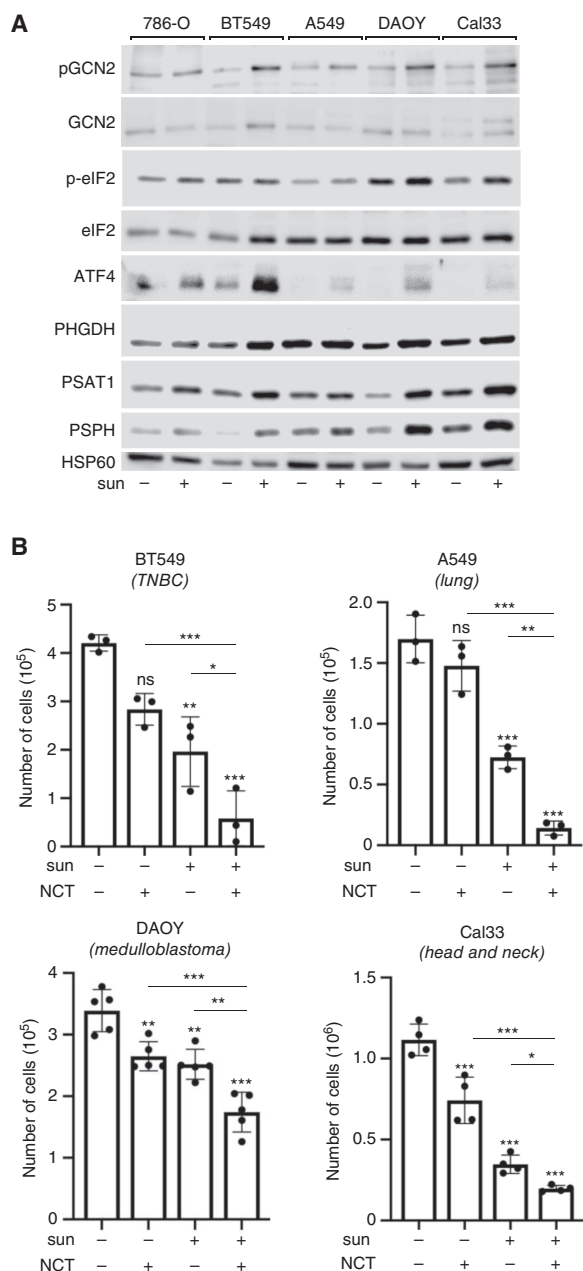 A
786-O BT549 A549 DAOY Cal33
pGCN2
GCN2
p-eIF2
eIF2
ATF4
PHGDH
PSAT1
PSPH
HSP60
sun – + – + – + – + – +
B
BT549
(TNBC)
Number of cells (10⁵)
5
4
3
2
1
0
ns
**
***
***
*
sun – – + +
NCT – + – +
A549
(lung)
Number of cells (10⁵)
2.0
1.5
1.0
0.5
0
ns
***
***
***
**
sun – – + +
NCT – + – +
DAOY
(medulloblastoma)
Number of cells (10⁵)
4
3
2
1
0
**
**
***
***
**
sun – – + +
NCT – + – +
Cal33
(head and neck)
Number of cells (10⁶)
1.5
1.0
0.5
0
***
***
***
***
*
sun – – + +
NCT – + – +